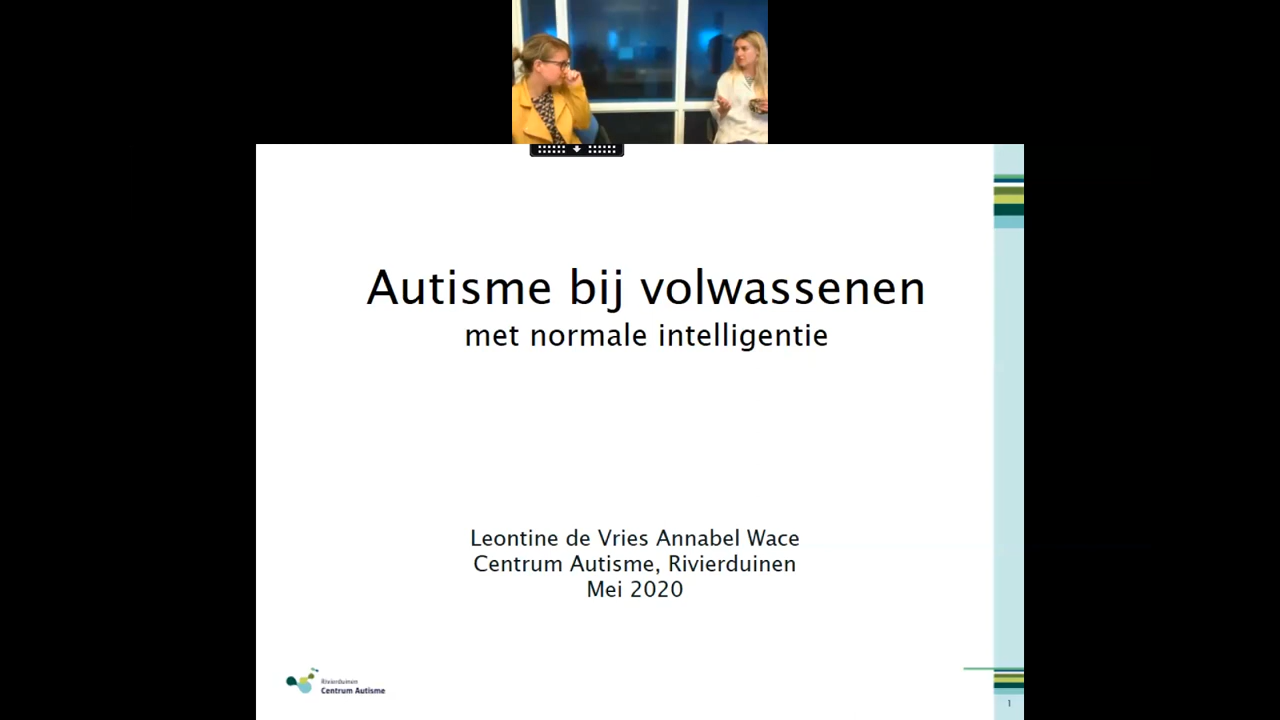 Autisme bij volwassenen
met normale intelligentie
Leontine de Vries Annabel Wace
Centrum Autisme, Rivierduinen
Mei 2020
Rivierduinen
Centrum Autisme
1